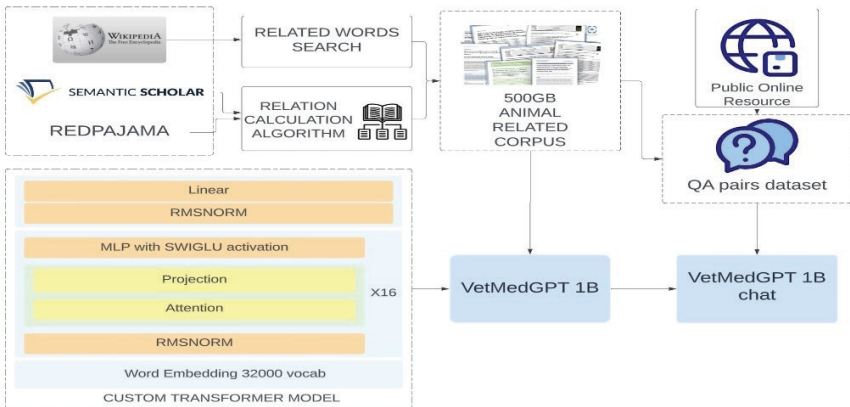 WIKIPEDIA
The Free Encyclopedia
SEMANTIC SCHOLAR
REDPAJAMA
RELATED WORDS
SEARCH
RELATION
CALCULATION
ALGORITHM
500GB
ANIMAL
RELATED
CORPUS
Public Online
Resource
QA pairs dataset
Linear
RMSNORM
MLP with SWIGLU activation
Projection
Attention
X16
RMSNORM
Word Embedding 32000 vocab
CUSTOM TRANSFORMER MODEL
VetMedGPT 1B
VetMedGPT 1B
chat